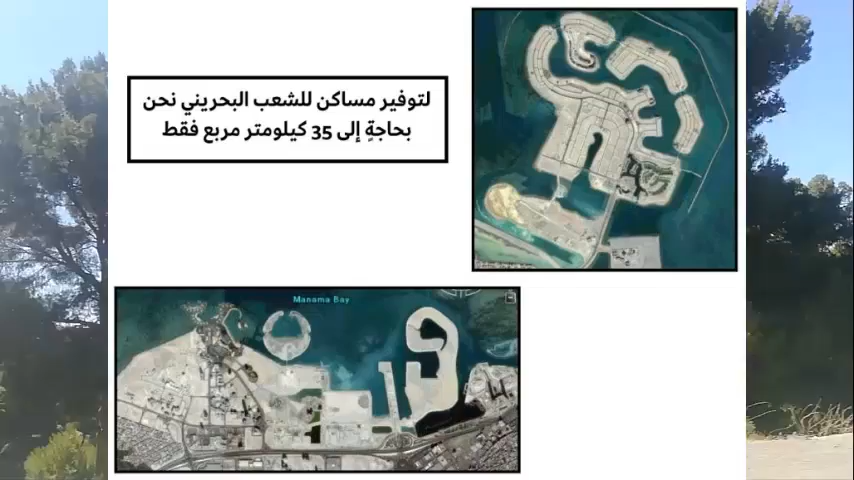 لتوفير مساكن للشعب البحريني نحن
بحاجةٍ إلى 35 كيلومتر مربع فقط
Manama Bay